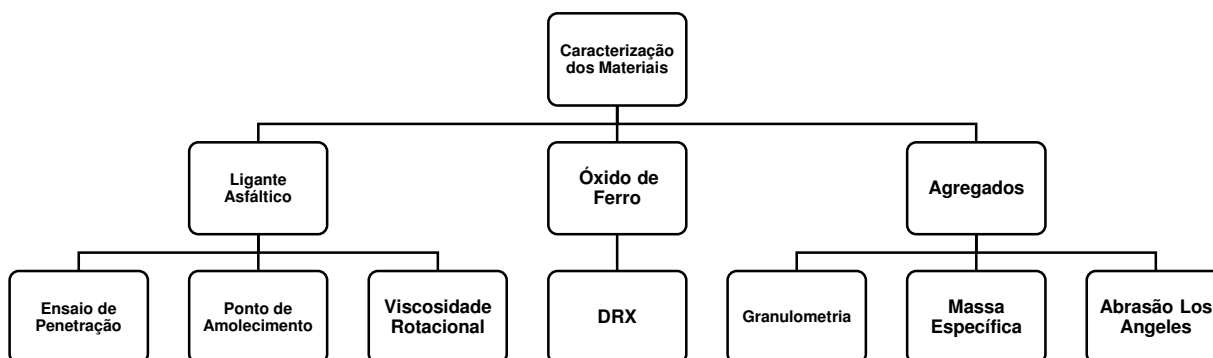 Caracterização
dos Materiais
Ligante
Asfáltico
Óxido de
Ferro
Agregados
Ensaio de
Penetração
Ponto de
Amolecimento
Viscosidade
Rotacional
DRX
Granulometria
Massa
Específica
Abrasão Los
Angeles